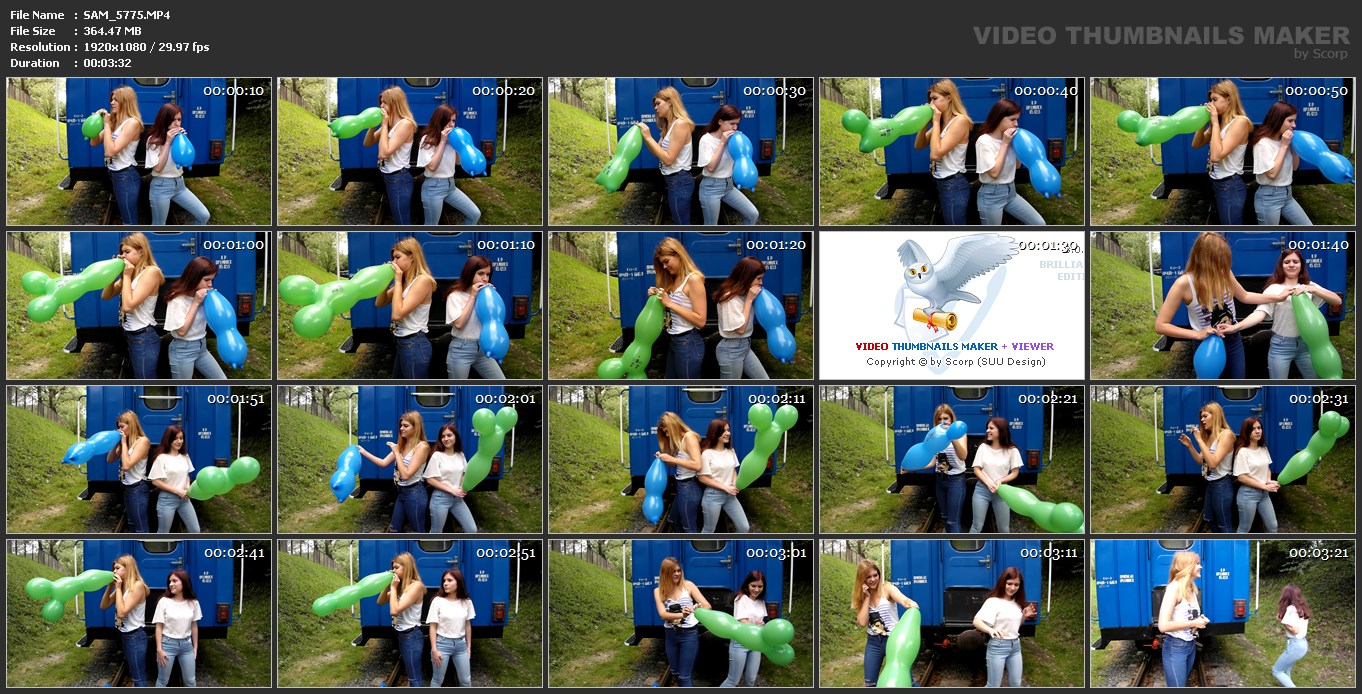 File Name : SAM_5775.MP4
File Size : 364.47 MB
Resolution : 1920x1080 / 29.97 fps
Duration : 00:03:32
VIDEO THUMBNAILS MAKER
by Scorp
00:00:10
00:00:20
00:00:30
00:00:40
00:00:50
00:01:00
00:01:10
00:01:20
00:01:30
BRILLIA
EDIT
VIDEO THUMBNAILS MAKER + VIEWER
Copyright © by Scorp (SUU Design)
00:01:40
00:01:51
00:02:01
00:02:11
00:02:21
00:02:31
00:02:41
00:02:51
00:03:01
00:03:11
00:03:21